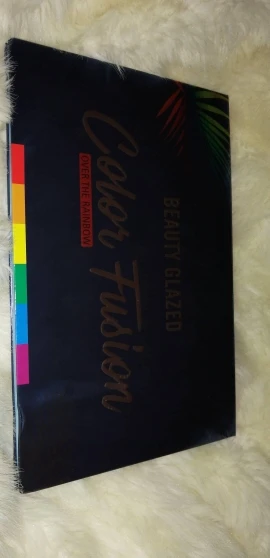 BEAUTY GLAZED
Color Fusion
OVER THE RAINBOW